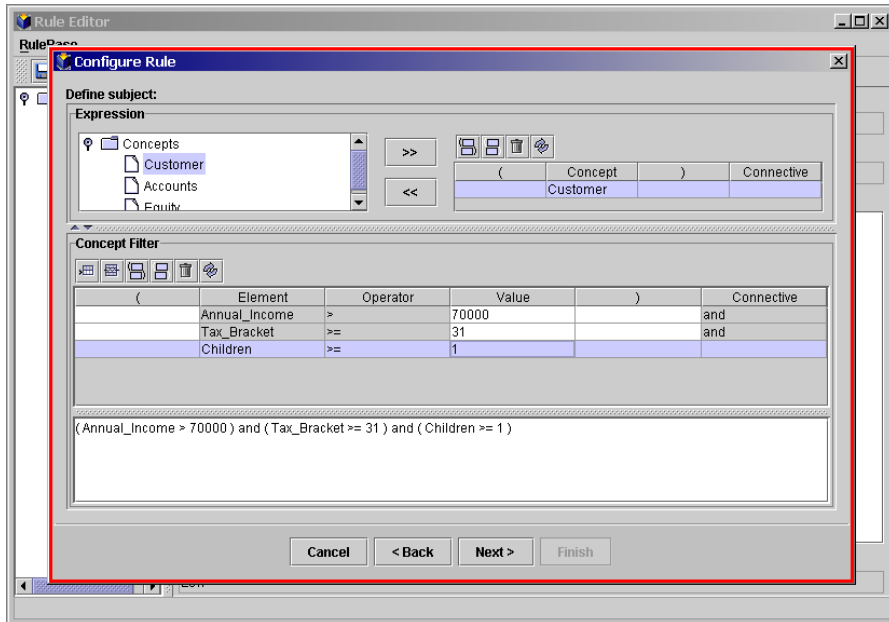 Rule Editor
Configure Rule
Define subject:
Expression
Concepts
Customer
Accounts
Equity
>>
<<
( Concept ) Connective
Customer
Concept Filter
( Element Operator Value ) Connective
Annual_Income > 70000 and
Tax_Bracket >= 31 and
Children >= 1
( Annual_Income > 70000 ) and ( Tax_Bracket >= 31 ) and ( Children >= 1 )
Cancel < Back Next > Finish